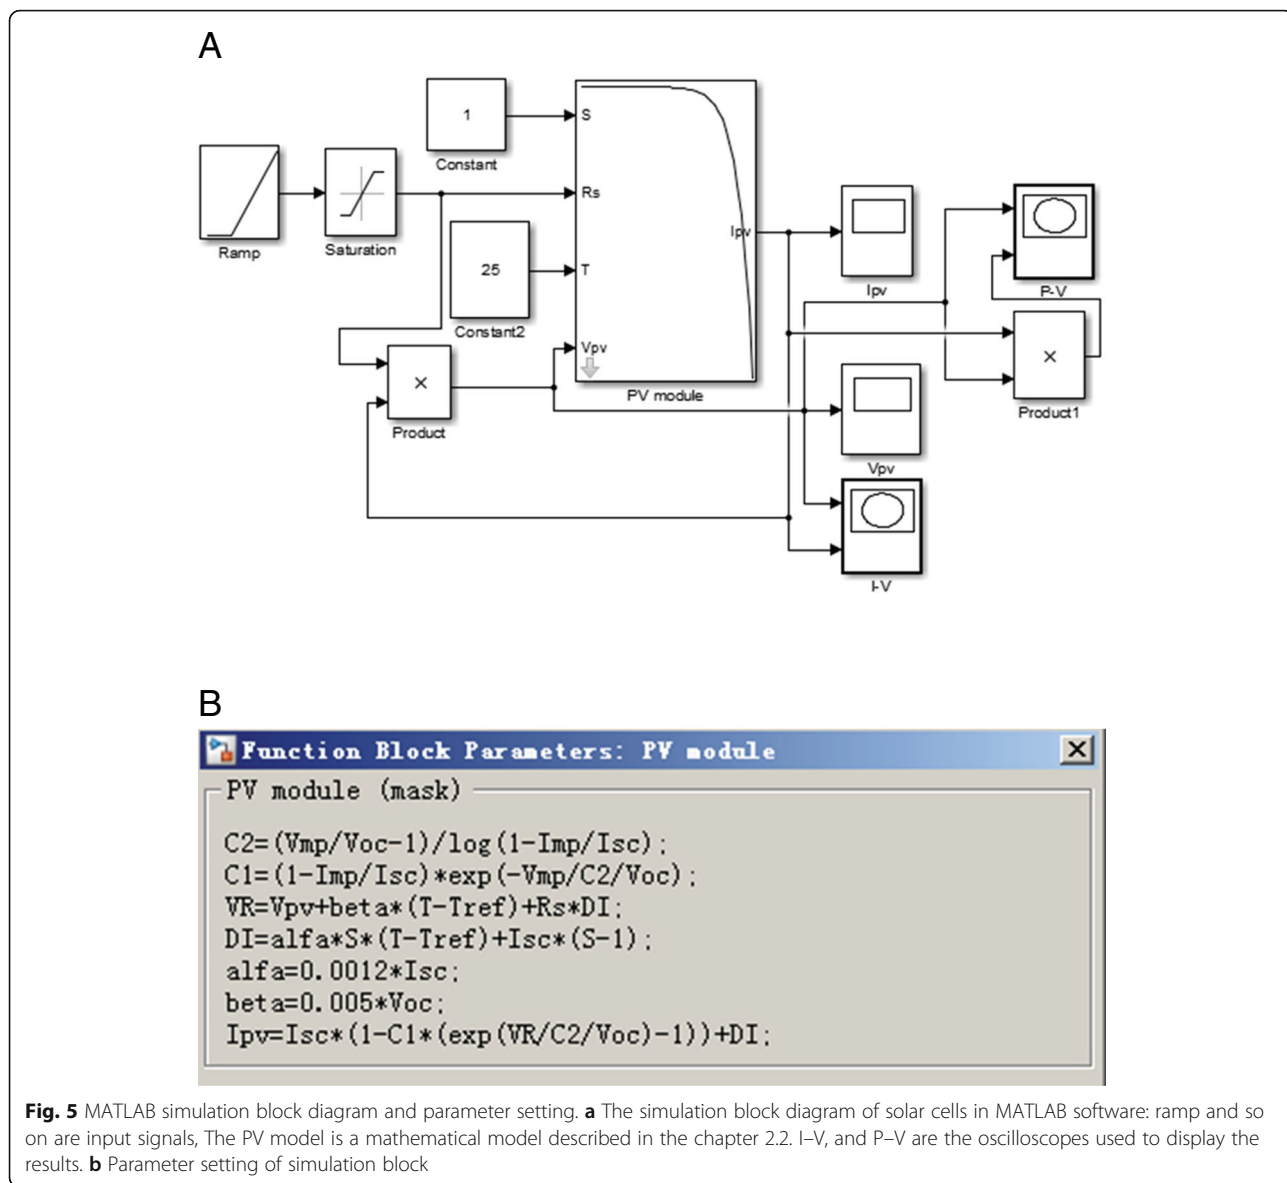 A
1
S
Constant
Rs
Ramp
Saturation
25
T
Constant2
Vpv
PV module
Ipv
Ipv
P-V
×
Product
×
Product1
Vpv
I-V
B
Function Block Parameters: PV module
PV module (mask)
C2=(Vmp/Voc-1)/log(1-Imp/Isc);
C1=(1-Imp/Isc)*exp(-Vmp/C2/Voc);
VR=Vpv+beta*(T-Tref)+Rs*DI;
DI=alfa*S*(T-Tref)+Isc*(S-1);
alfa=0.0012*Isc;
beta=0.005*Voc;
Ipv=Isc*(1-C1*(exp(VR/C2/Voc)-1))+DI;
Fig. 5 MATLAB simulation block diagram and parameter setting. a The simulation block diagram of solar cells in MATLAB software: ramp and so
on are input signals, The PV model is a mathematical model described in the chapter 2.2. I–V, and P–V are the oscilloscopes used to display the
results. b Parameter setting of simulation block